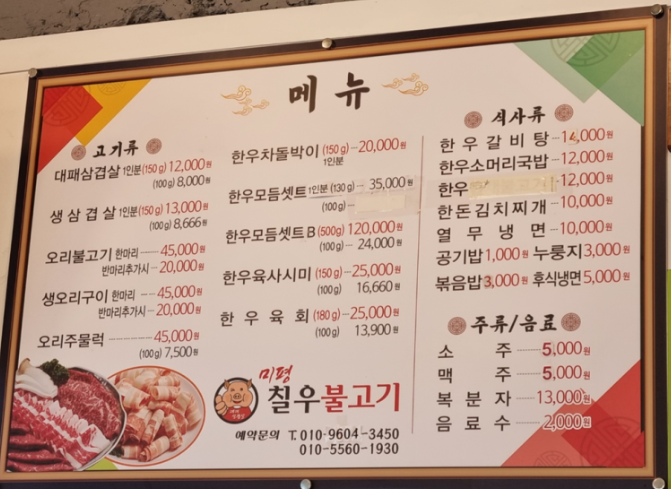 메뉴
고기류
대패삼겹살 1인분(150g) 12,000원
(100g) 8,000원
생삼겹살 1인분(150g) 13,000원
(100g) 8,666원
오리불고기 한마리 45,000원
반마리추가시 20,000원
생오리구이 한마리 45,000원
반마리추가시 20,000원
오리주물럭 45,000원
(100g) 7,500원
한우차돌박이 (150g) 20,000원
1인분
한우모듬셋트 1인분 (130g) 35,000원
(100g)
한우모듬셋트B (500g) 120,000원
(100g) 24,000원
한우육사시미 (150g) 25,000원
(100g) 16,660원
한우육회 (180g) 25,000원
(100g) 13,900원
식사류
한우갈비탕 14,000원
한우소머리국밥 12,000원
한우 12,000원
한돈김치찌개 10,000원
열무냉면 10,000원
공기밥 1,000원 누룽지 3,000원
볶음밥 3,000원 후식냉면 5,000원
주류/음료
소주 5,000원
맥주 5,000원
복분자 13,000원
음료수 2,000원
미평
칠우불고기
예약문의 T. 010-9604-3450
010-5560-1930